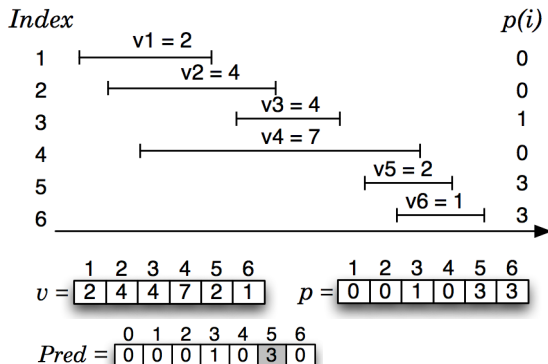 Index p(i)
1 v1 = 2 0
2 v2 = 4 0
3 v3 = 4 1
4 v4 = 7 0
5 v5 = 2 3
6 v6 = 1 3
1 2 3 4 5 6
v = 2 4 4 7 2 1
1 2 3 4 5 6
p = 0 0 1 0 3 3
0 1 2 3 4 5 6
Pred = 0 0 0 1 0 3 0